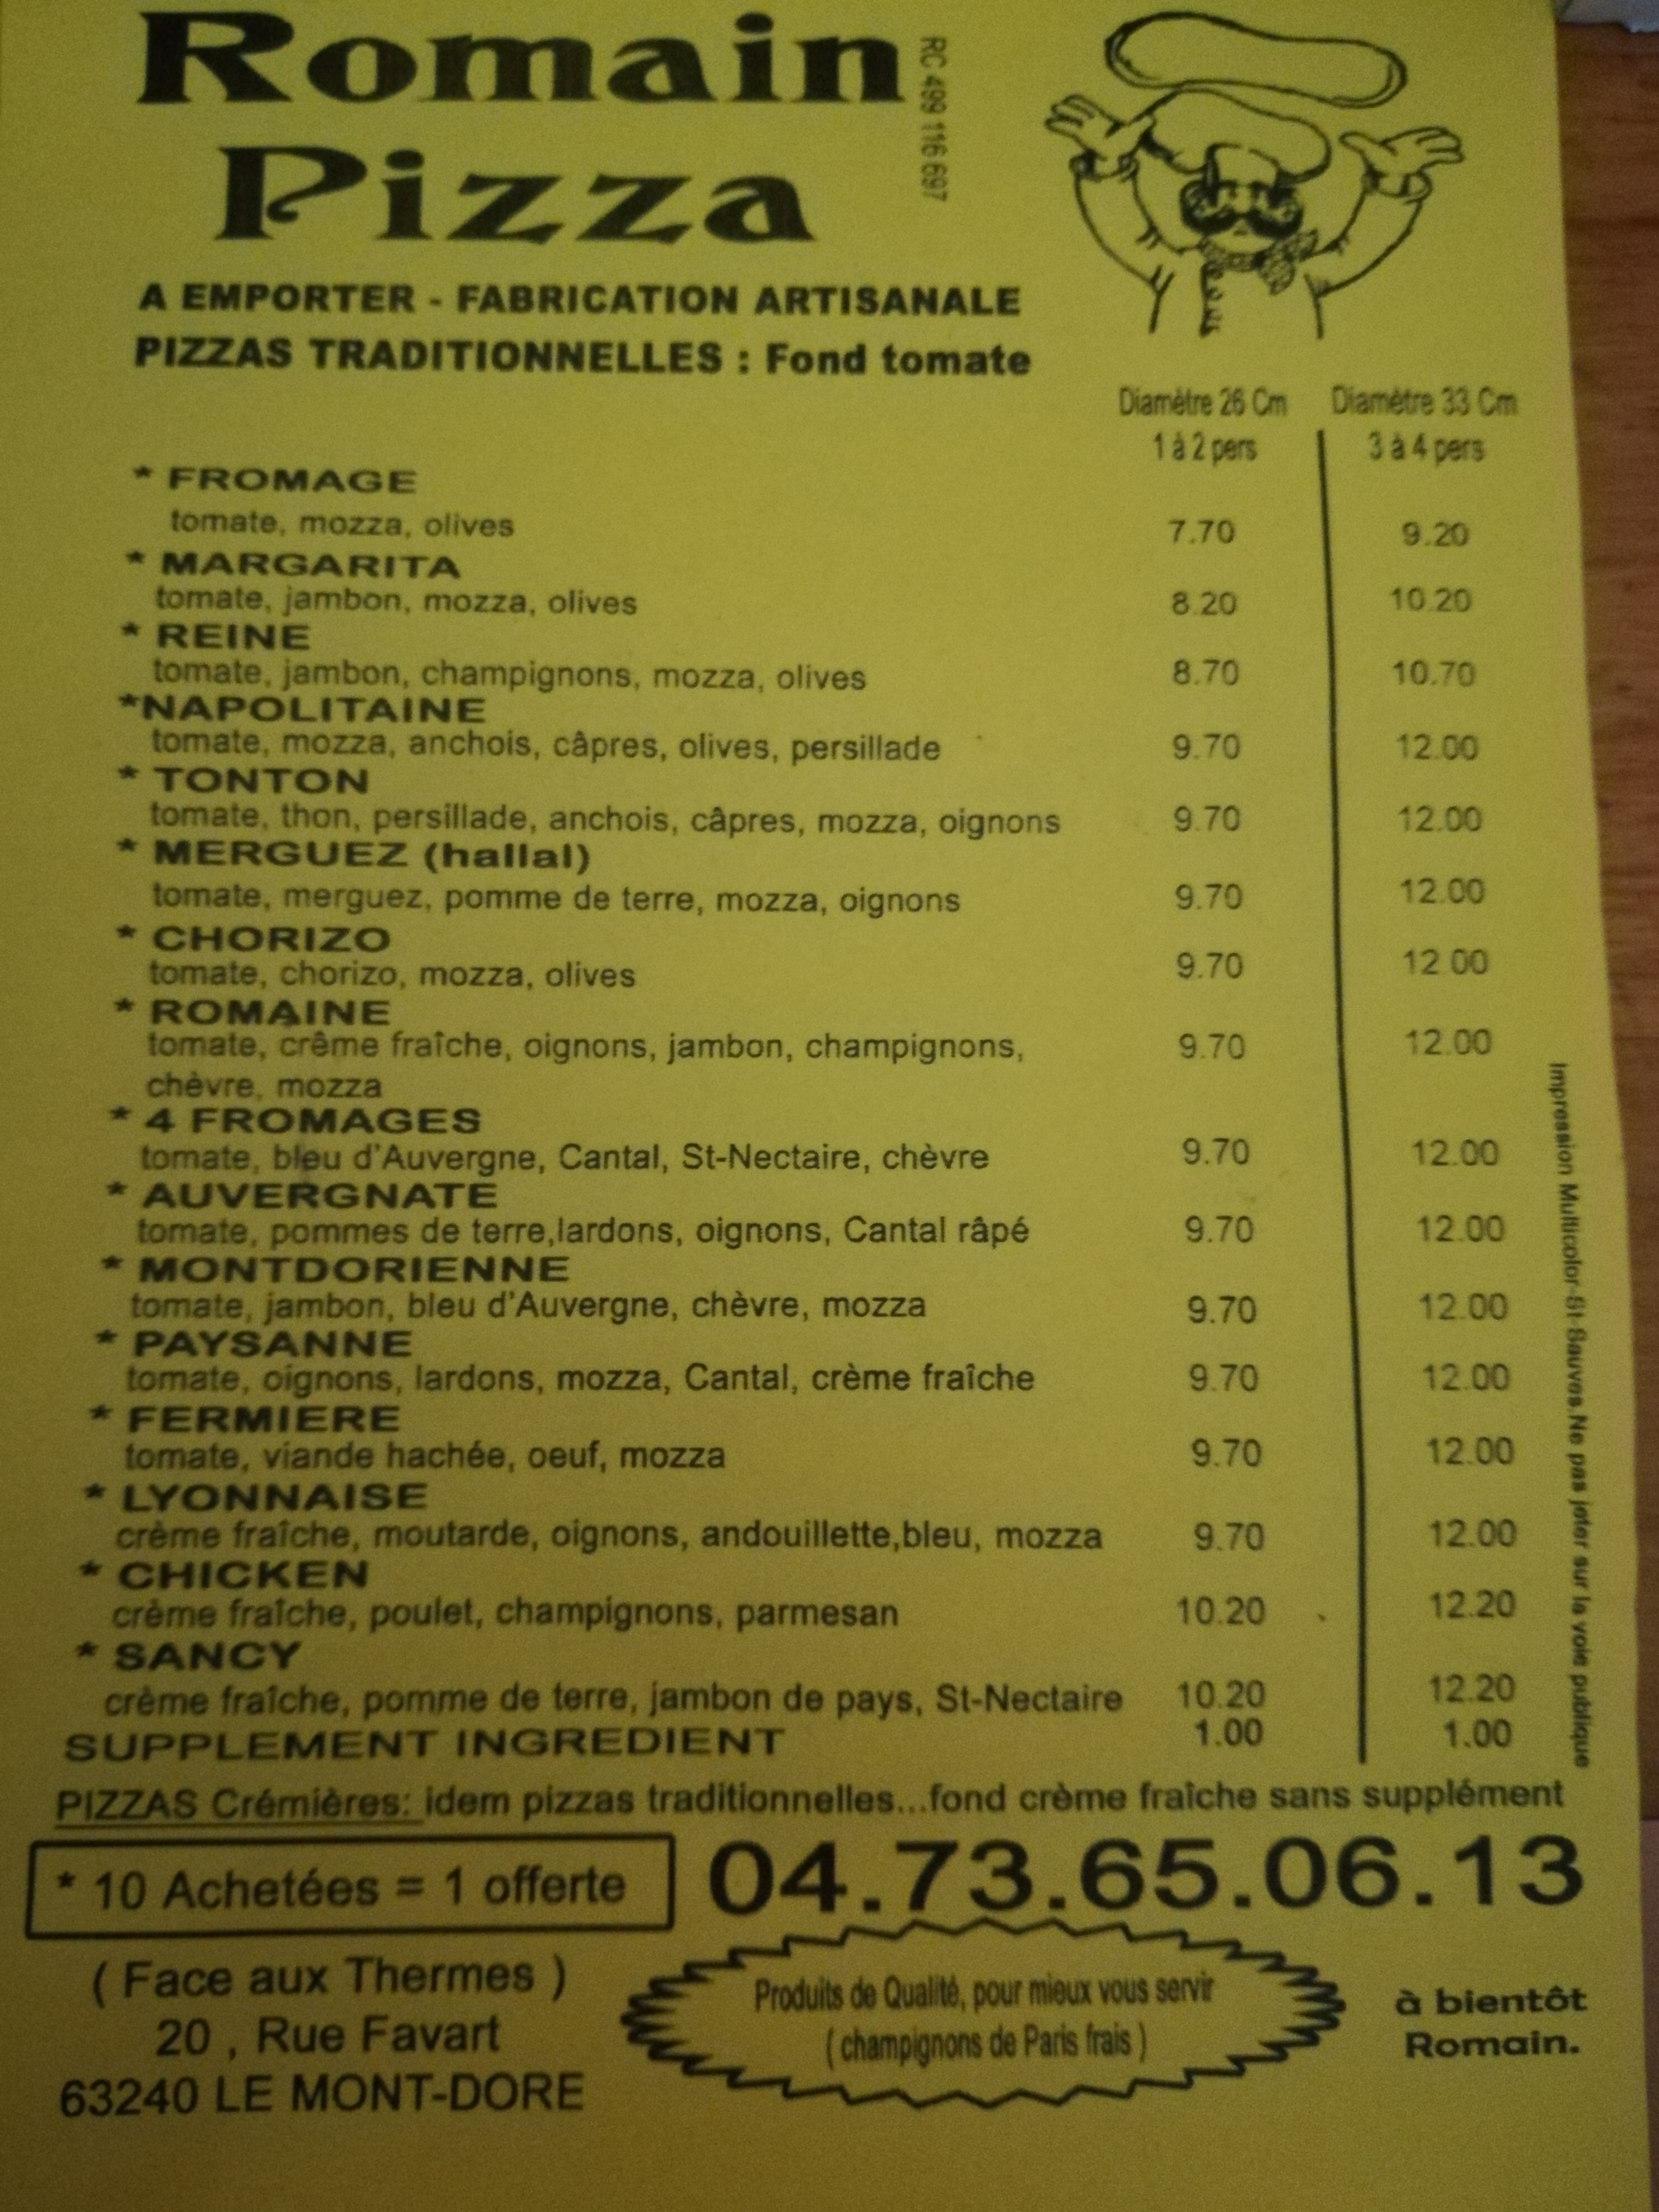 Romain
Pizza
RC 499 116 697
A EMPORTER - FABRICATION ARTISANALE
PIZZAS TRADITIONNELLES : Fond tomate
Diamètre 26 Cm Diamètre 33 Cm
1 à 2 pers 3 à 4 pers
* FROMAGE
tomate, mozza, olives 7.70 9.20
* MARGARITA
tomate, jambon, mozza, olives 8.20 10.20
* REINE
tomate, jambon, champignons, mozza, olives 8.70 10.70
*NAPOLITAINE
tomate, mozza, anchois, câpres, olives, persillade 9.70 12.00
* TONTON
tomate, thon, persillade, anchois, câpres, mozza, oignons 9.70 12.00
* MERGUEZ (hallal)
tomate, merguez, pomme de terre, mozza, oignons 9.70 12.00
* CHORIZO
tomate, chorizo, mozza, olives 9.70 12.00
* ROMAINE
tomate, crême fraîche, oignons, jambon, champignons, 9.70 12.00
chèvre, mozza
* 4 FROMAGES
tomate, bleu d'Auvergne, Cantal, St-Nectaire, chèvre 9.70 12.00
* AUVERGNATE
tomate, pommes de terre,lardons, oignons, Cantal râpé 9.70 12.00
* MONTDORIENNE
tomate, jambon, bleu d'Auvergne, chèvre, mozza 9.70 12.00
* PAYSANNE
tomate, oignons, lardons, mozza, Cantal, crème fraîche 9.70 12.00
* FERMIERE
tomate, viande hachée, oeuf, mozza 9.70 12.00
* LYONNAISE
crème fraîche, moutarde, oignons, andouillette,bleu, mozza 9.70 12.00
* CHICKEN
crème fraîche, poulet, champignons, parmesan 10.20 12.20
* SANCY
crème fraîche, pomme de terre, jambon de pays, St-Nectaire 10.20 12.20
SUPPLEMENT INGREDIENT 1.00 1.00
Impression Multicolor-St-Sauves.Ne pas jeter sur la voie publique
PIZZAS Crémières: idem pizzas traditionnelles...fond crème fraîche sans supplément
* 10 Achetées = 1 offerte
04.73.65.06.13
( Face aux Thermes )
20 , Rue Favart
63240 LE MONT-DORE
Produits de Qualité, pour mieux vous servir
( champignons de Paris frais )
à bientôt
Romain.